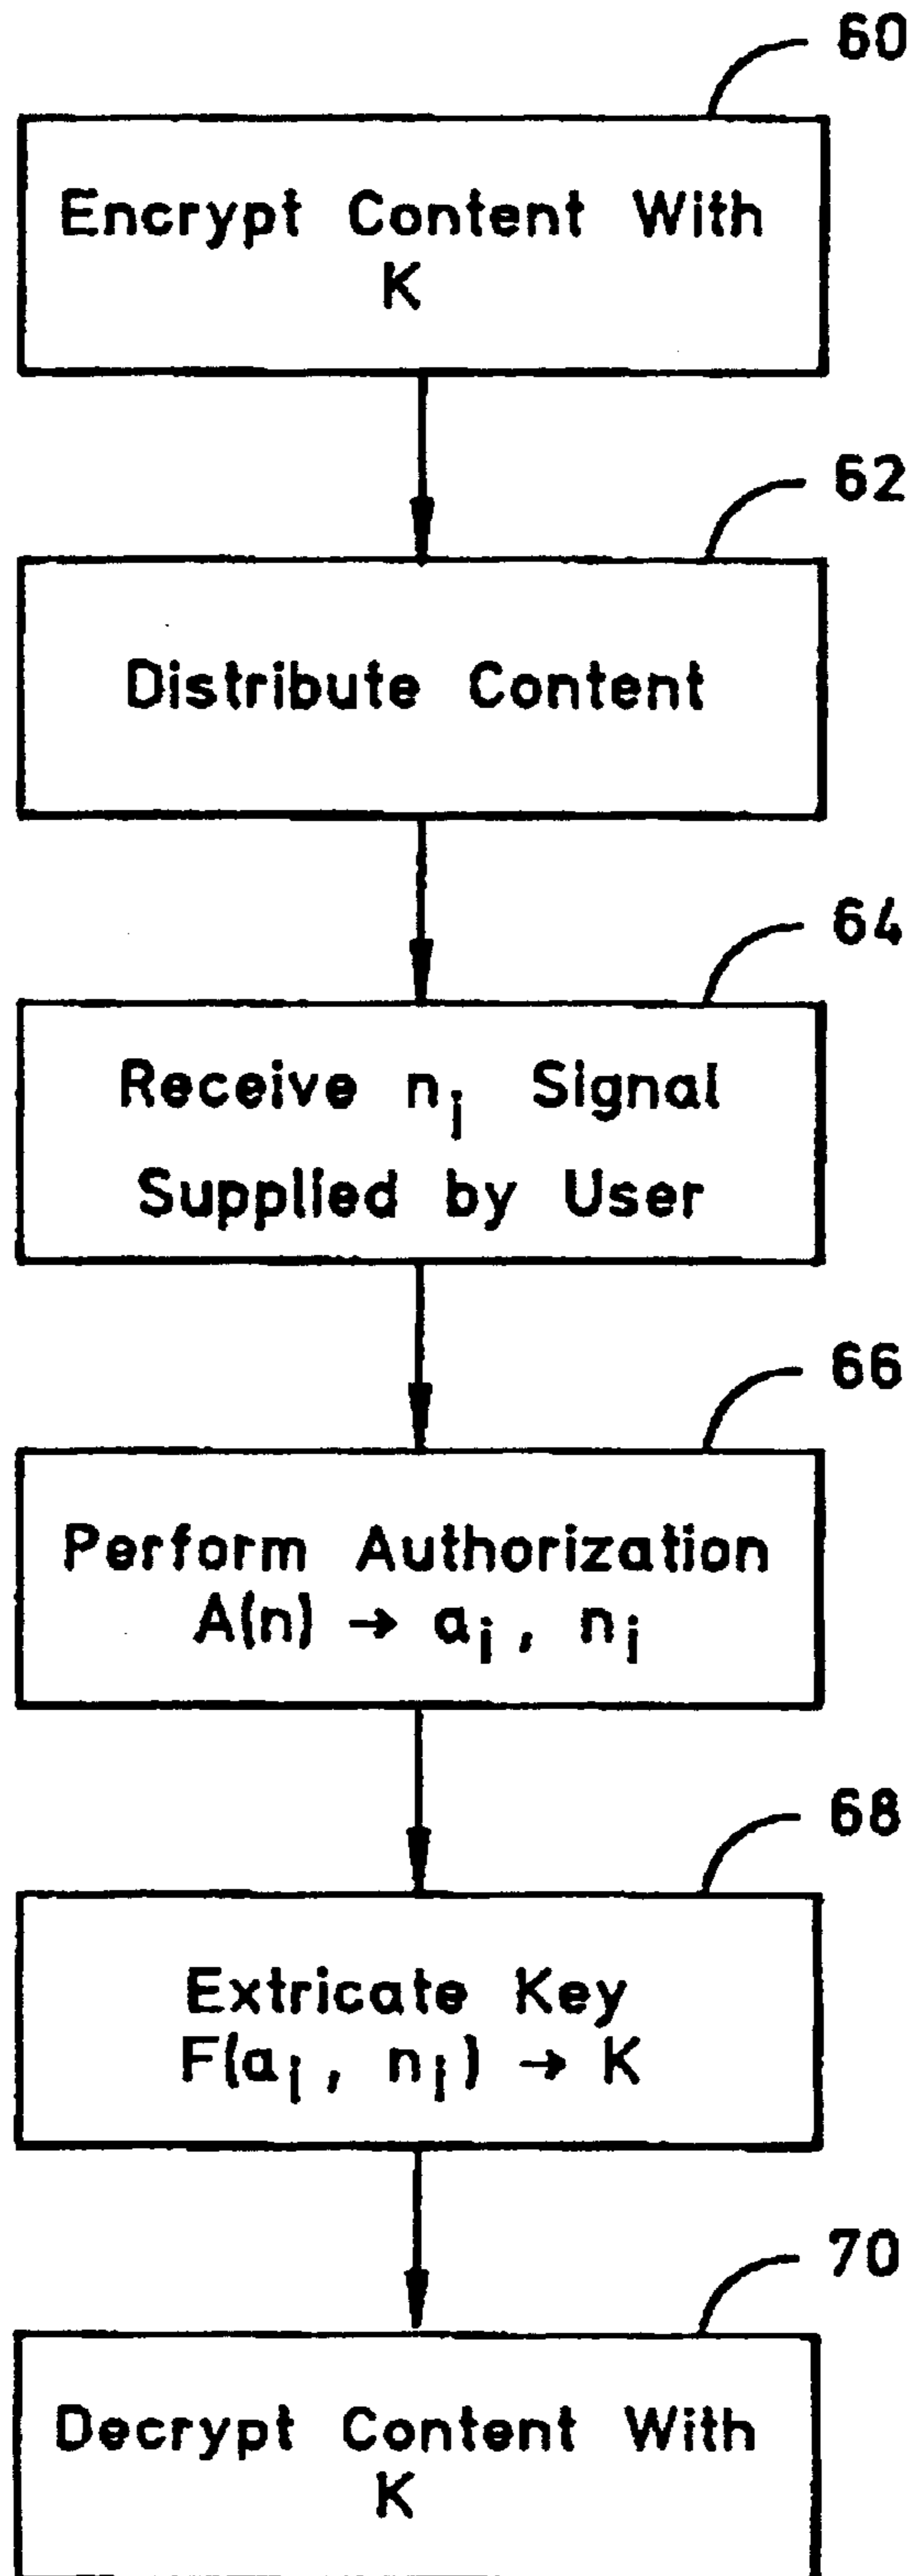 60
Encrypt Content With
K
62
Distribute Content
64
Receive nᵢ Signal
Supplied by User
66
Perform Authorization
A(n) → aᵢ, nᵢ
68
Extricate Key
F(aᵢ, nᵢ) → K
70
Decrypt Content With
K